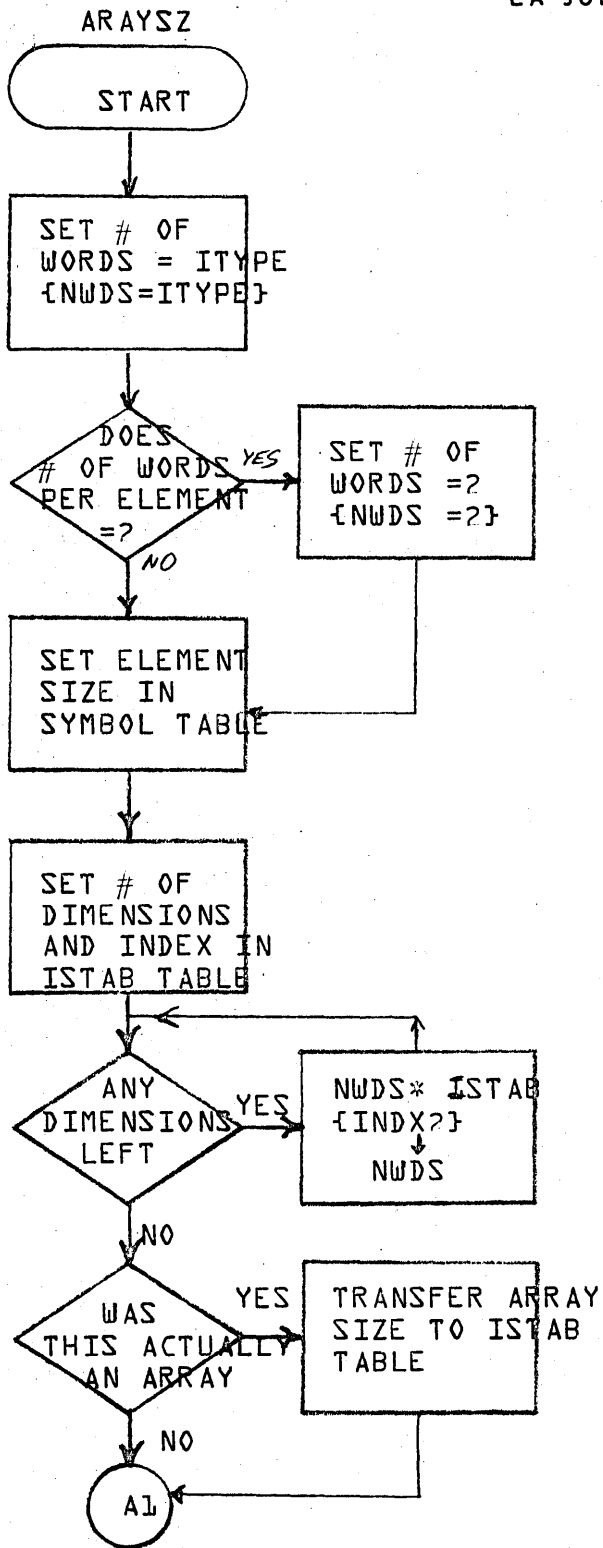 ARAYSZ
START
SET # OF
WORDS = ITYPE
{NWDS=ITYPE}
DOES
# OF WORDS
PER ELEMENT
=2
YES
SET # OF
WORDS =2
{NWDS =2}
NO
SET ELEMENT
SIZE IN
SYMBOL TABLE
SET # OF
DIMENSIONS
AND INDEX IN
ISTAB TABLE
ANY
DIMENSIONS
LEFT
YES
NWDS* ISTAB
{INDX2}
NWDS
NO
WAS
THIS ACTUALLY
AN ARRAY
YES
TRANSFER ARRAY
SIZE TO ISTAB
TABLE
NO
A1